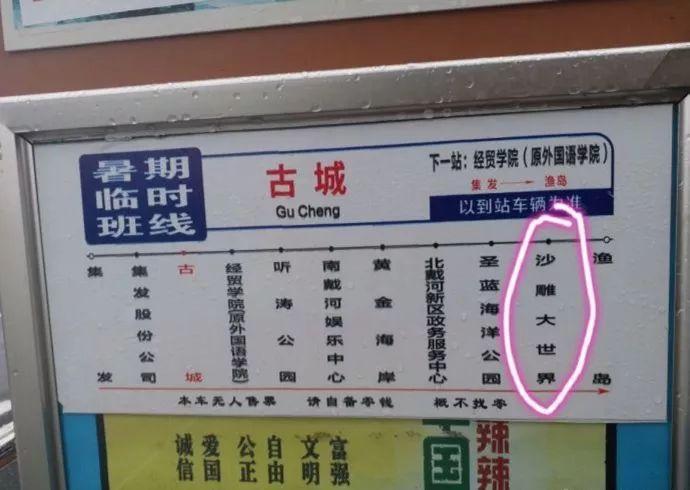 暑期
临时
班线
古城
Gu Cheng
下一站：经贸学院（原外国语学院）
集发 渔岛
以到站车辆为准
集发
集发股份公司
古城
经贸学院(原外国语学院)
听涛公园
南戴河娱乐中心
黄金海岸
北戴河新区政务服务中心
圣蓝海洋公园
沙雕大世界
渔岛
本车无人售票 请自备零钱 概不找零
诚信 爱国 公正 自由 文明 富强
国
辣辣